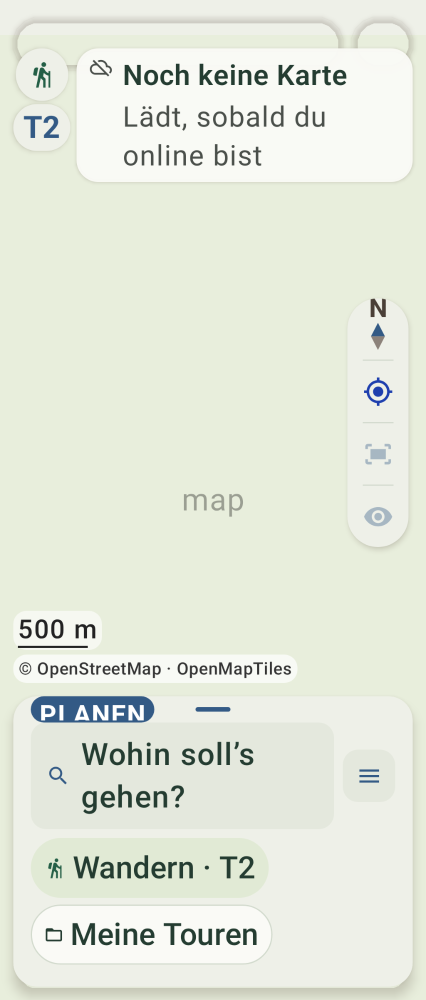 Noch keine Karte
Lädt, sobald du
online bist
T2
N
map
500 m
© OpenStreetMap · OpenMapTiles
PLANEN
Wohin soll’s
gehen?
Wandern · T2
Meine Touren